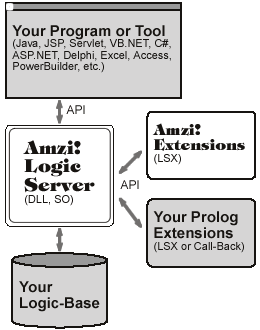 Your Program or Tool
(Java, JSP, Servlet, VB.NET, C#,
ASP.NET, Delphi, Excel, Access,
PowerBuilder, etc.)
API
Amzi!
Logic
Server
(DLL, SO)
API
Amzi!
Extensions
(LSX)
Your Prolog
Extensions
(LSX or Call-Back)
Your
Logic-Base